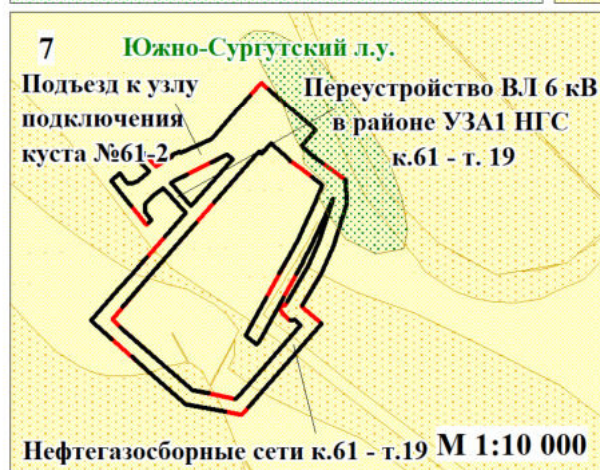 7
Южно-Сургутский л.у.
Подъезд к узлу
подключения
куста №61-2
Переустройство ВЛ 6 кВ
в районе УЗА1 НГС
к.61 - т. 19
Нефтегазосборные сети к.61 - т.19
М 1:10 000